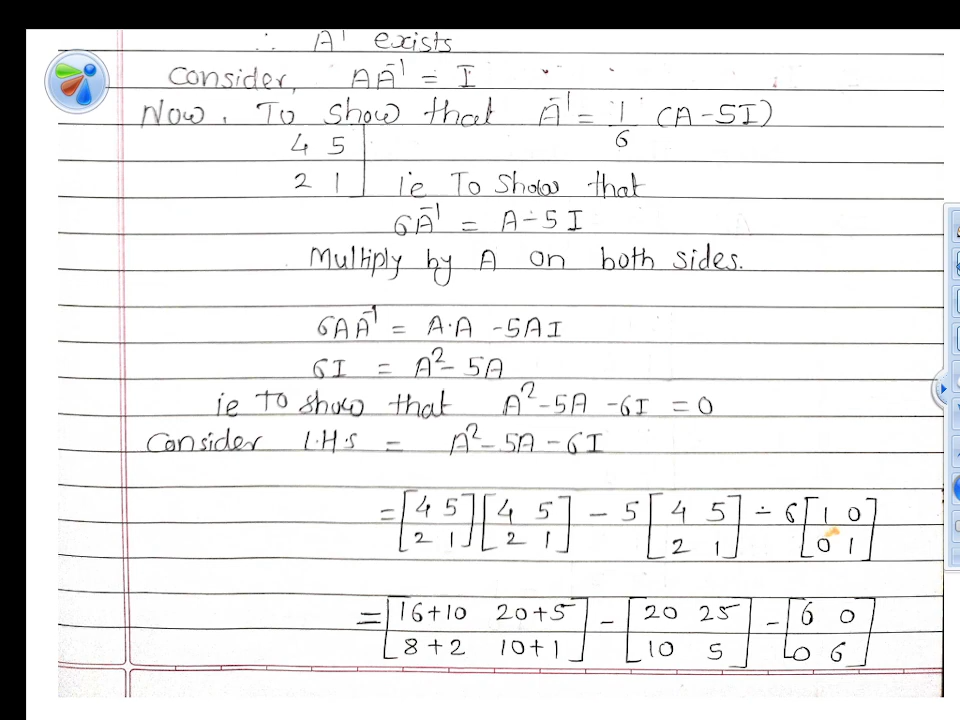 ∴ A⁻¹ exists
Consider, AA⁻¹ = I
Now, To Show that A⁻¹ = 1/6 (A-5I)
4 5
2 1 ie To Show that
6A⁻¹ = A-5I
Multiply by A on both sides.
6AA⁻¹ = A·A -5AI
6I = A²-5A
ie to show that A²-5A -6I = 0
Consider L.H.S = A²-5A-6I
= [4 5] [4 5] - 5 [4 5] - 6 [1 0]
[2 1] [2 1] [2 1] [0 1]
= [16+10 20+5] - [20 25] - [6 0]
[8+2 10+1] [10 5] [0 6]